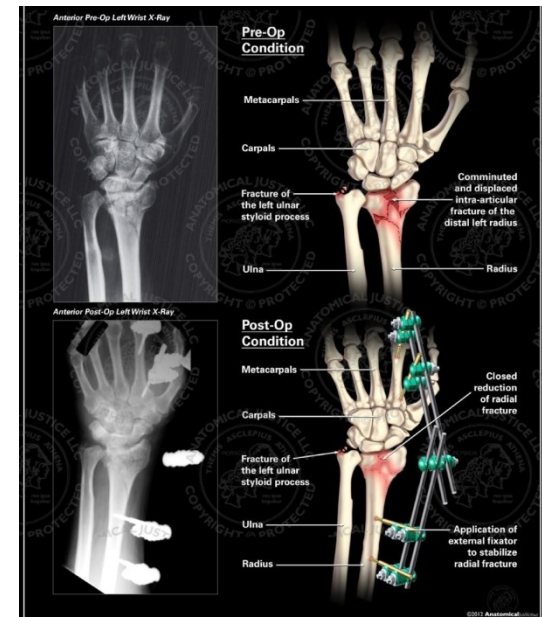 Anterior Pre-Op Left Wrist X-Ray
Pre-Op
Condition
Metacarpals
Carpals
Fracture of
the left ulnar
styloid process
Comminuted
and displaced
intra-articular
fracture of the
distal left radius
Ulna
Radius
Anterior Post-Op Left Wrist X-Ray
Post-Op
Condition
Metacarpals
Closed
reduction
of radial
fracture
Carpals
Fracture of
the left ulnar
styloid process
Ulna
Application of
external fixator
to stabilize
radial fracture
Radius
©2012 AnatomicalJustice